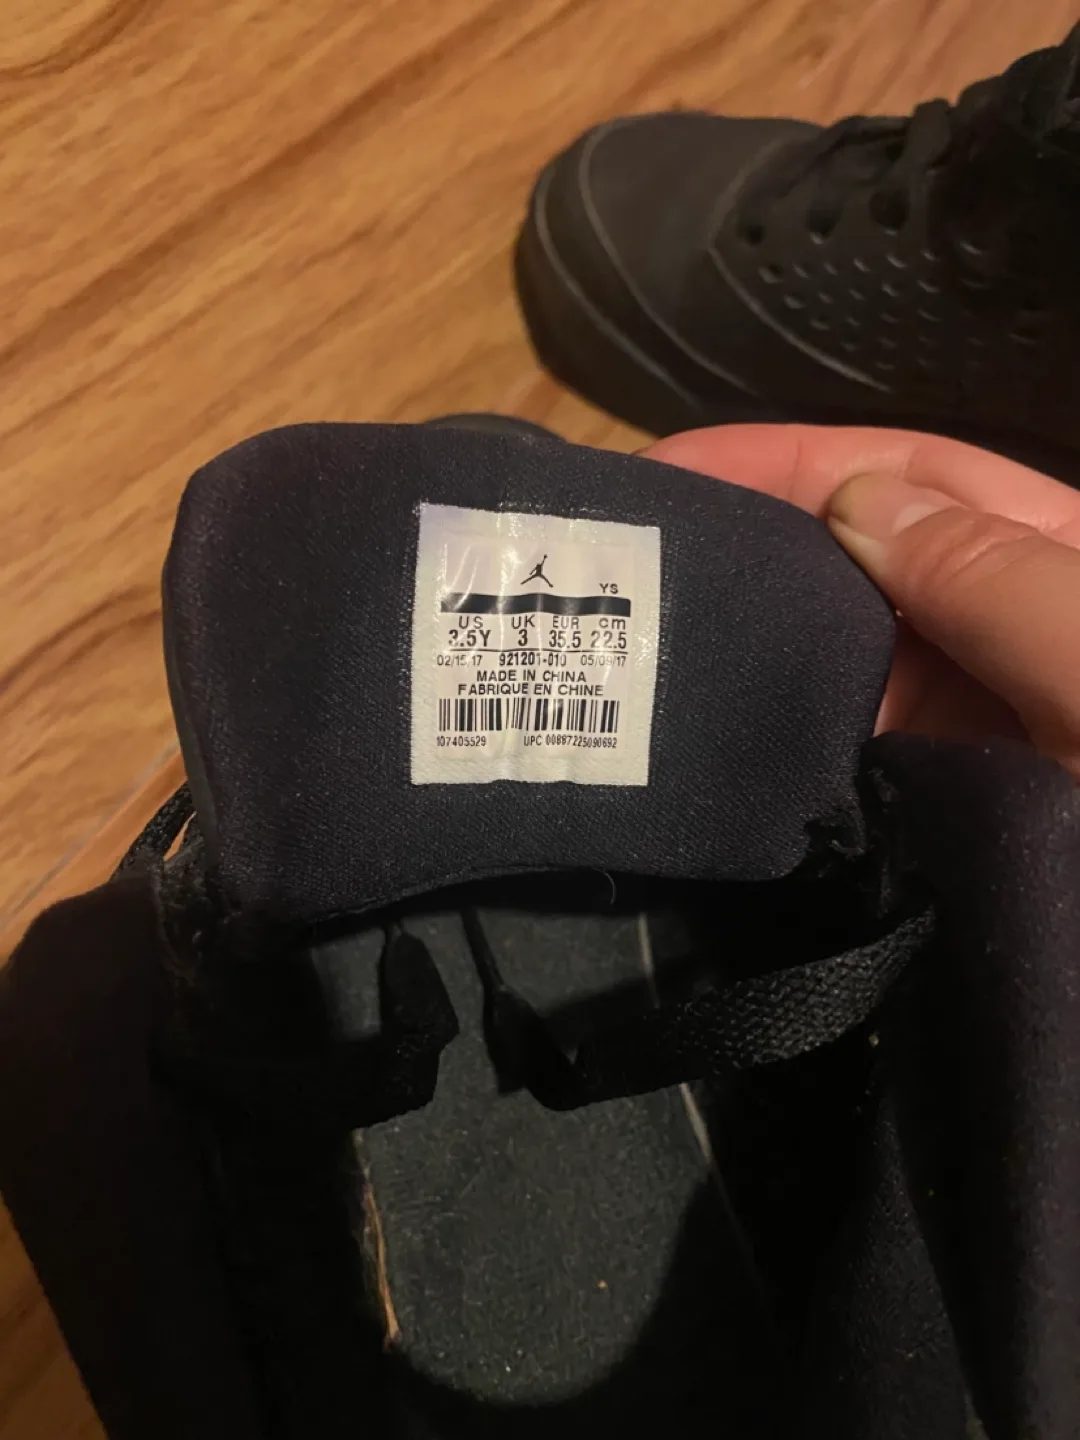 YS
US UK EUR cm
3.5Y 3 35.5 22.5
02/15/17 921201-010 05/09/17
MADE IN CHINA
FABRIQUE EN CHINE
107405529 UPC 00887225090692